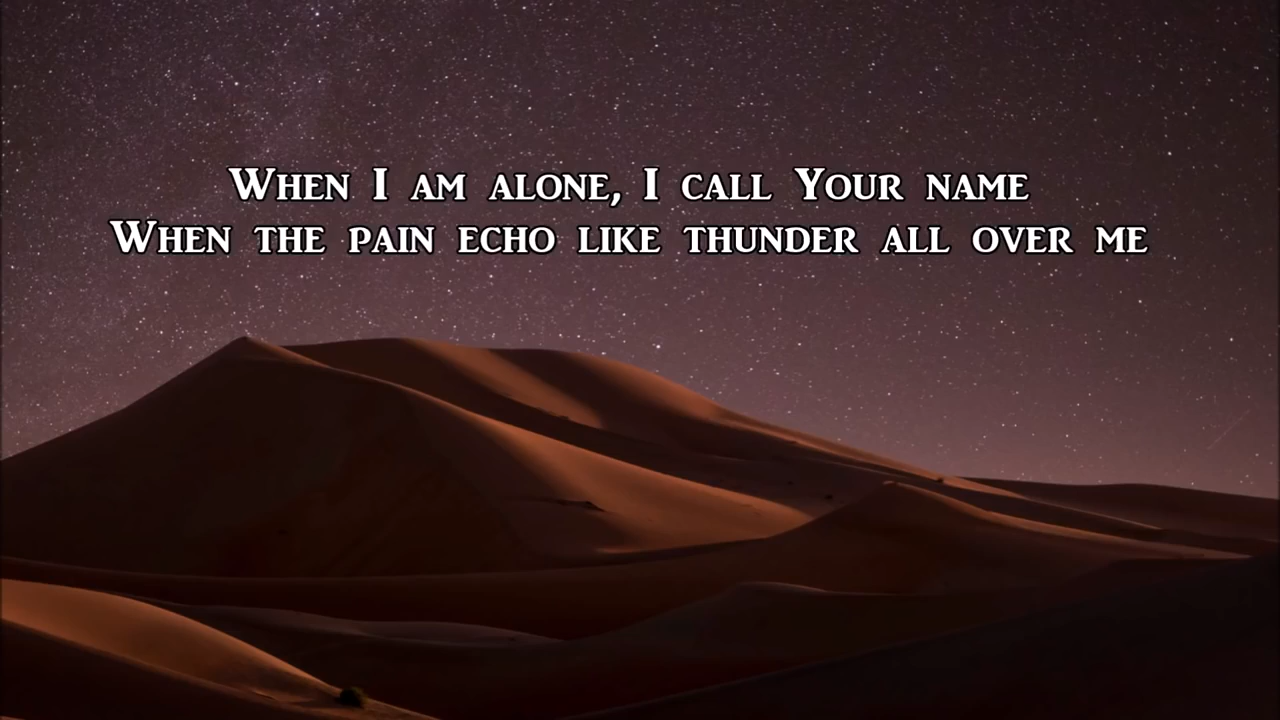 When I am alone, I call Your name
When the pain echo like thunder all over me